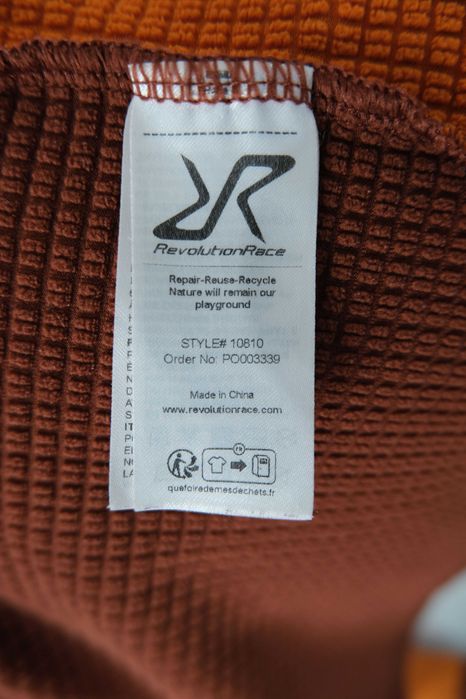 RevolutionRace
Repair-Reuse-Recycle
Nature will remain our
playground
STYLE# 10810
Order No: PO003339
Made in China
www.revolutionrace.com
FR
quefairedemesdechets.fr